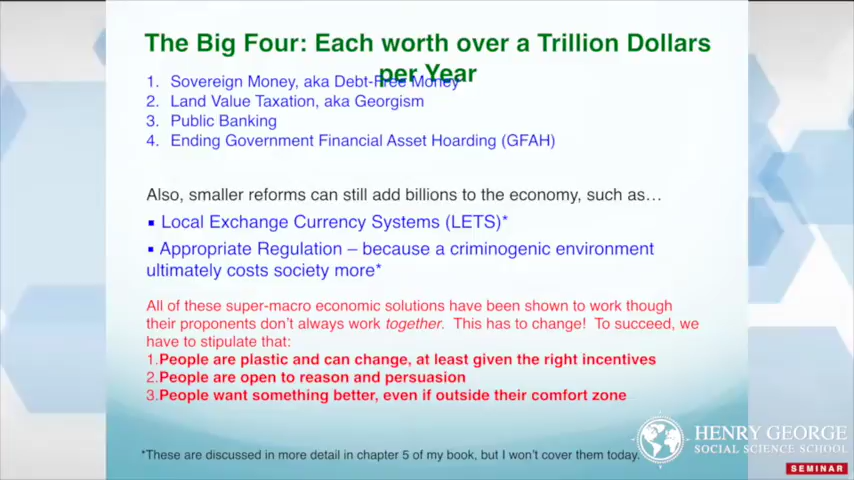 The Big Four: Each worth over a Trillion Dollars
per Year
1. Sovereign Money, aka Debt-Free Money
2. Land Value Taxation, aka Georgism
3. Public Banking
4. Ending Government Financial Asset Hoarding (GFAH)
Also, smaller reforms can still add billions to the economy, such as…
▪ Local Exchange Currency Systems (LETS)*
▪ Appropriate Regulation – because a criminogenic environment
ultimately costs society more*
All of these super-macro economic solutions have been shown to work though
their proponents don't always work together. This has to change! To succeed, we
have to stipulate that:
1.People are plastic and can change, at least given the right incentives
2.People are open to reason and persuasion
3.People want something better, even if outside their comfort zone
*These are discussed in more detail in chapter 5 of my book, but I won't cover them today.
HENRY GEORGE
SOCIAL SCIENCE SCHOOL
SEMINAR